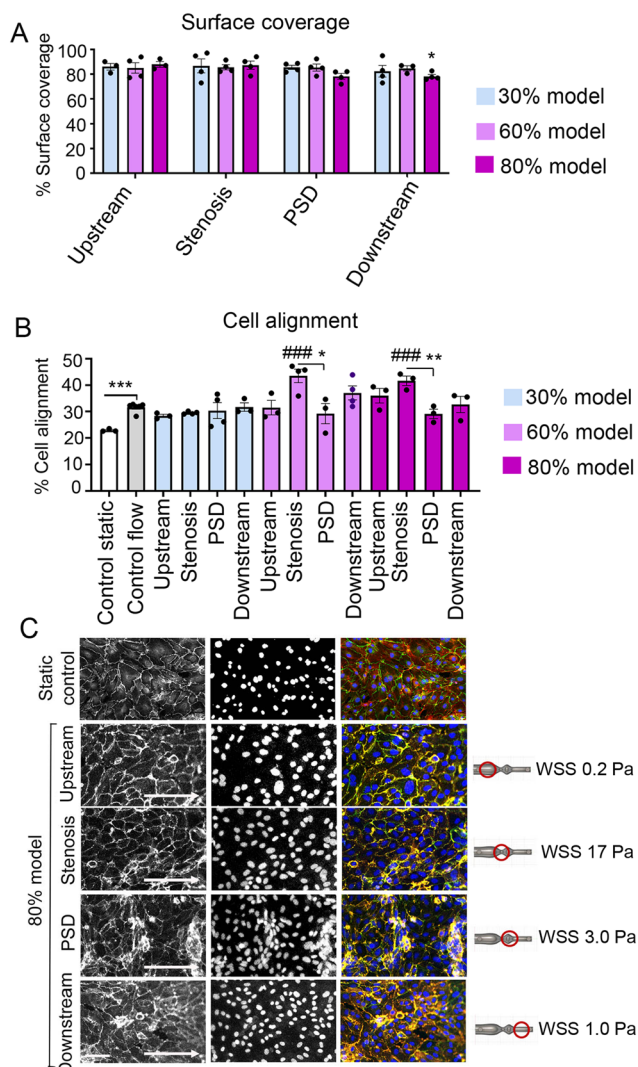 A
Surface coverage
% Surface coverage
100
80
60
40
20
0
*
Upstream
Stenosis
PSD
Downstream
30% model
60% model
80% model
B
Cell alignment
% Cell alignment
50
40
30
20
10
0
***
###
*
###
**
Control static
Control flow
Upstream
Stenosis
PSD
Downstream
Upstream
Stenosis
PSD
Downstream
Upstream
Stenosis
PSD
Downstream
30% model
60% model
80% model
C
Static
control
80% model
Upstream
WSS 0.2 Pa
Stenosis
WSS 17 Pa
PSD
WSS 3.0 Pa
Downstream
WSS 1.0 Pa